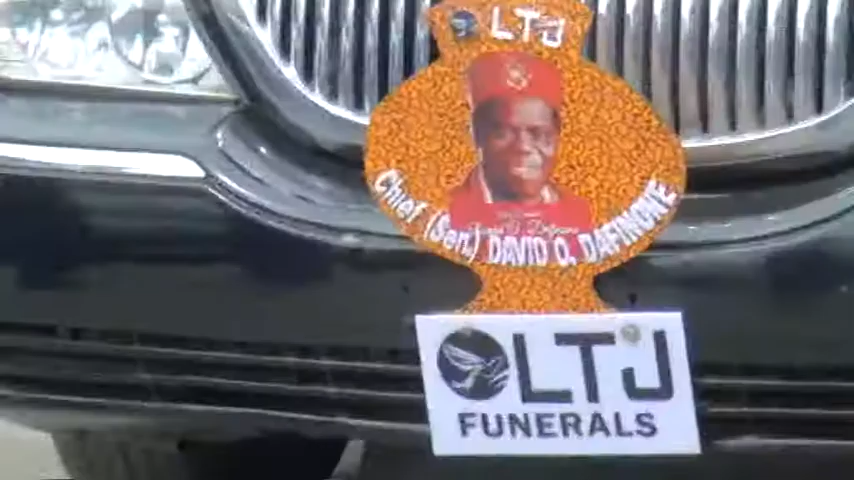 LTJ
Chief (Sen.) DAVID O. DAFINONE
LTJ
FUNERALS